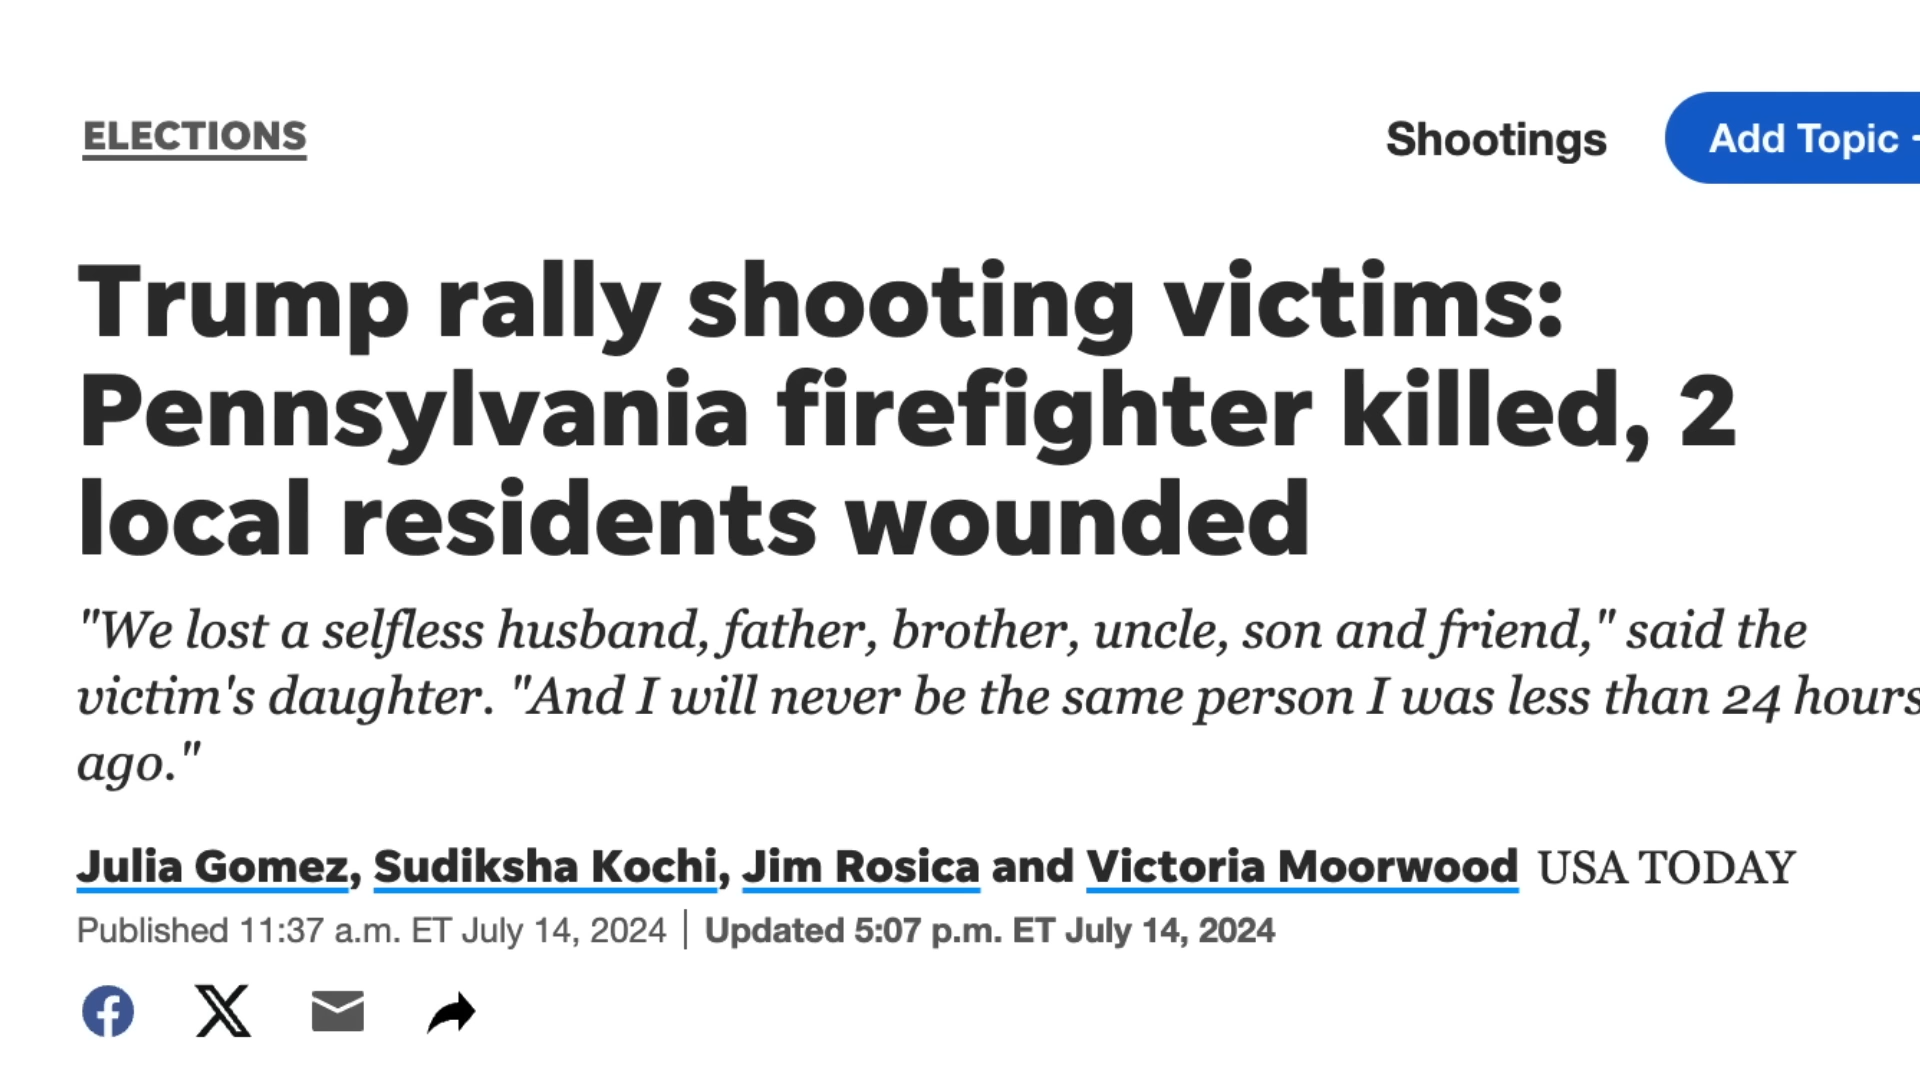 ELECTIONS
Shootings
Add Topic
Trump rally shooting victims:
Pennsylvania firefighter killed, 2
local residents wounded
"We lost a selfless husband, father, brother, uncle, son and friend," said the
victim's daughter. "And I will never be the same person I was less than 24 hours
ago."
Julia Gomez, Sudiksha Kochi, Jim Rosica and Victoria Moorwood USA TODAY
Published 11:37 a.m. ET July 14, 2024 | Updated 5:07 p.m. ET July 14, 2024